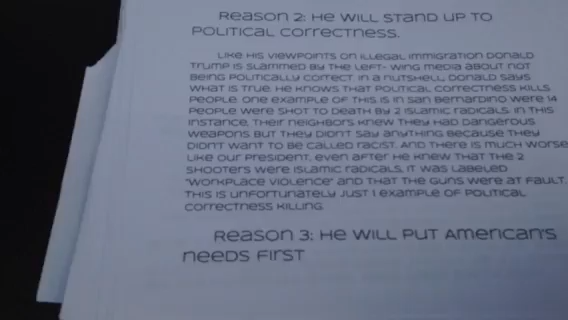 Reason 2: He will stand up to
political correctness.
Like his viewpoints on illegal immigration Donald
Trump is slammed by the left- wing media about not
being politically correct. In a nutshell, Donald says
what is true. He knows that political correctness kills
people. One example of this is in San Bernardino were 14
people were shot to death by 2 Islamic radicals. In this
instance, their neighbors knew they had dangerous
weapons but they didn't say anything because they
didn't want to be called racist. And there is much worse
like our president, even after he knew that the 2
shooters were Islamic radicals, it was labeled
"workplace violence" and that the guns were at fault.
This is unfortunately just 1 example of political
correctness killing.
Reason 3: He will put American's
needs first